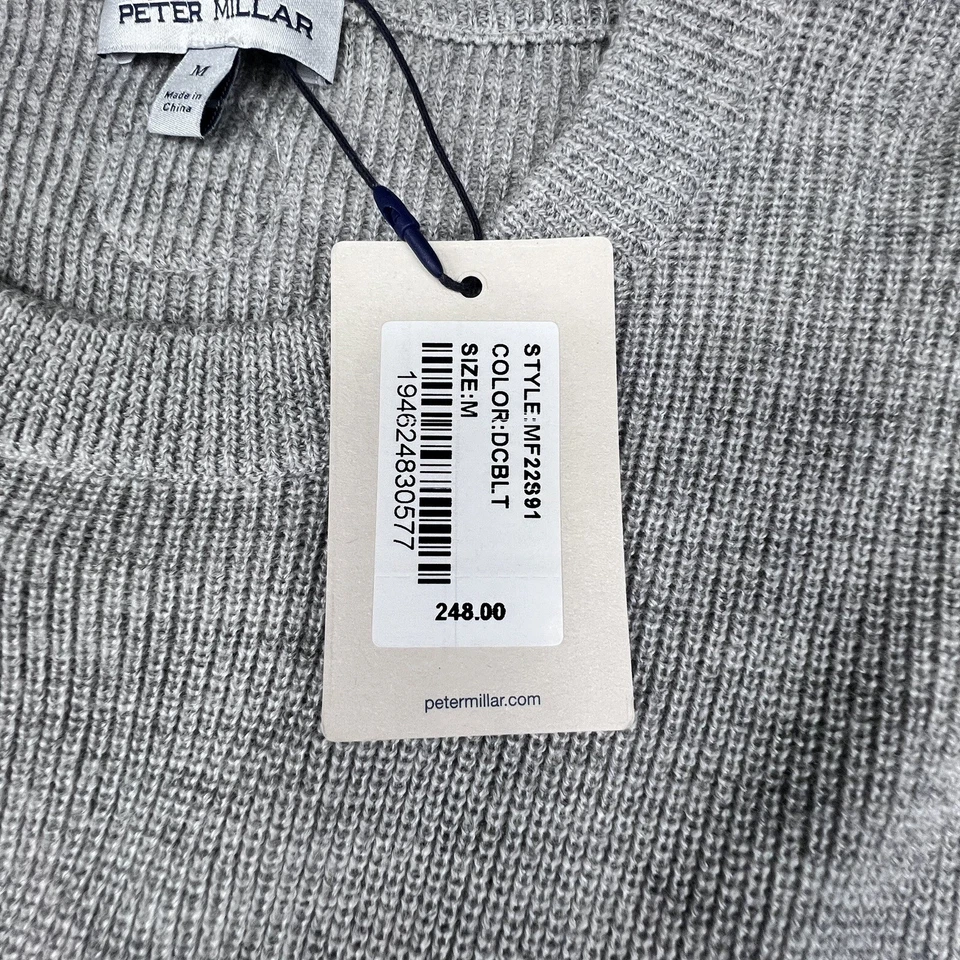 PETER MILLAR
M
Made in
China
STYLE:MF22S91
COLOR:DCBLT
SIZE:M
194624830577
248.00
petermillar.com